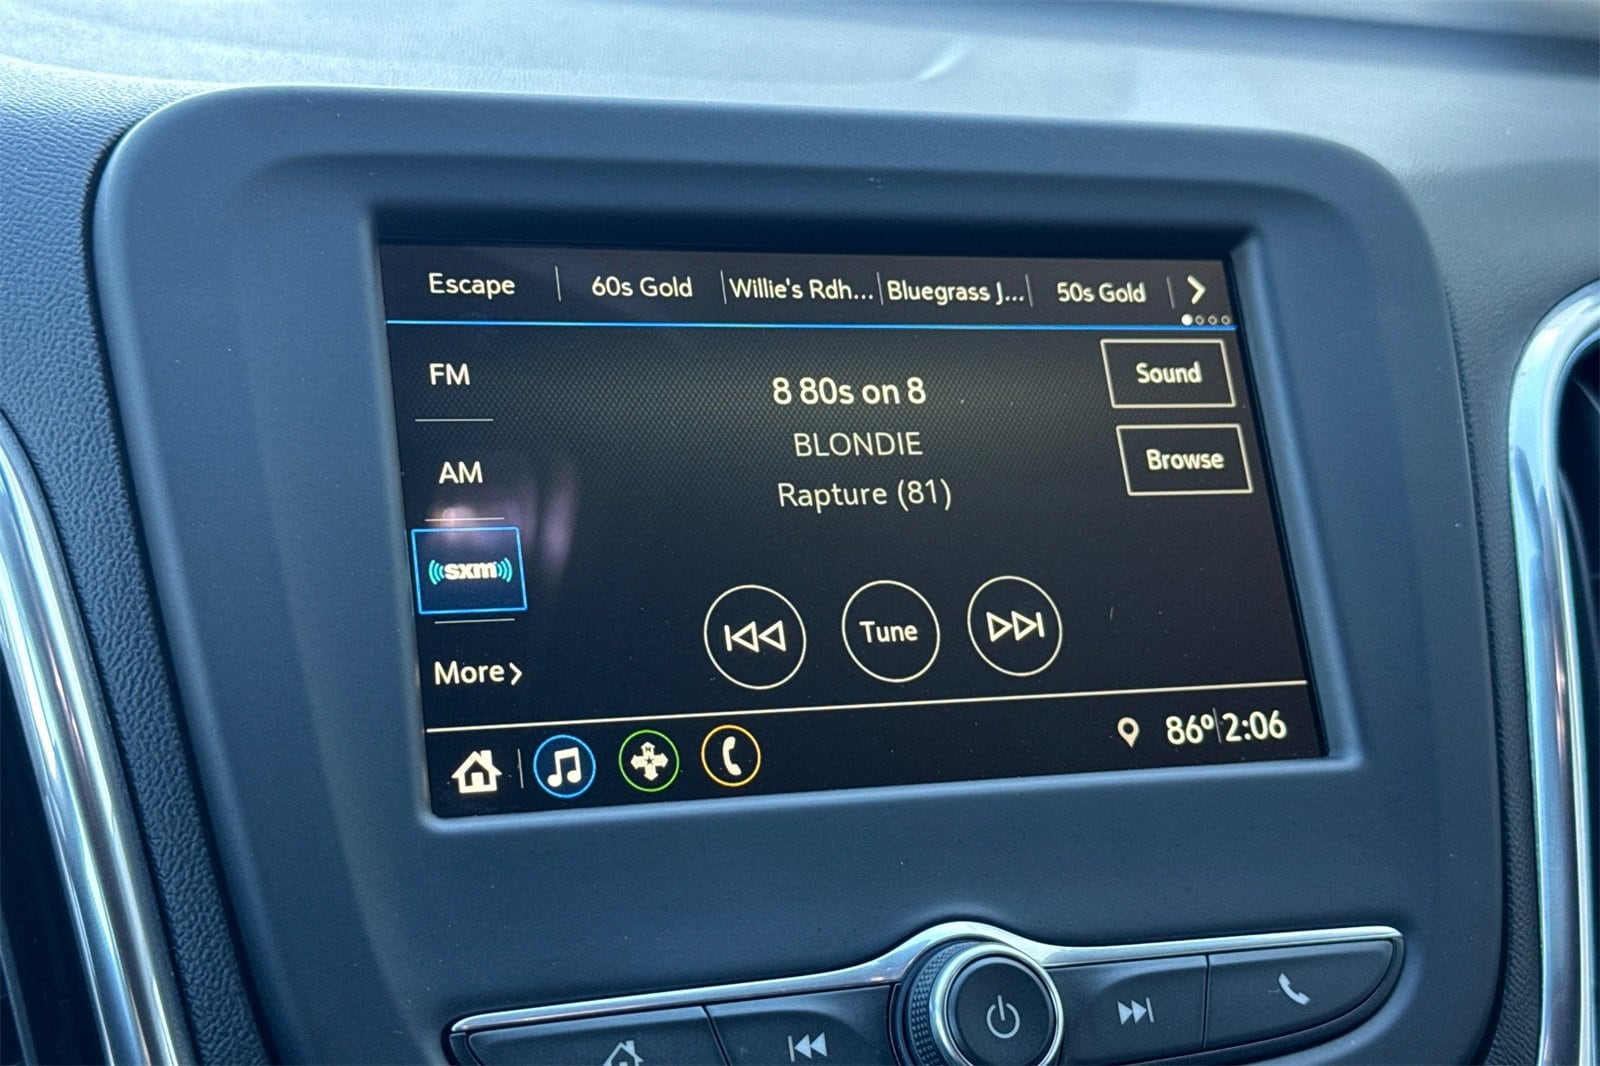 Escape
60s Gold
Willie's Rdh...
Bluegrass J...
50s Gold
FM
AM
sxm
More
8 80s on 8
BLONDIE
Rapture (81)
Sound
Browse
Tune
N
86° 2:06